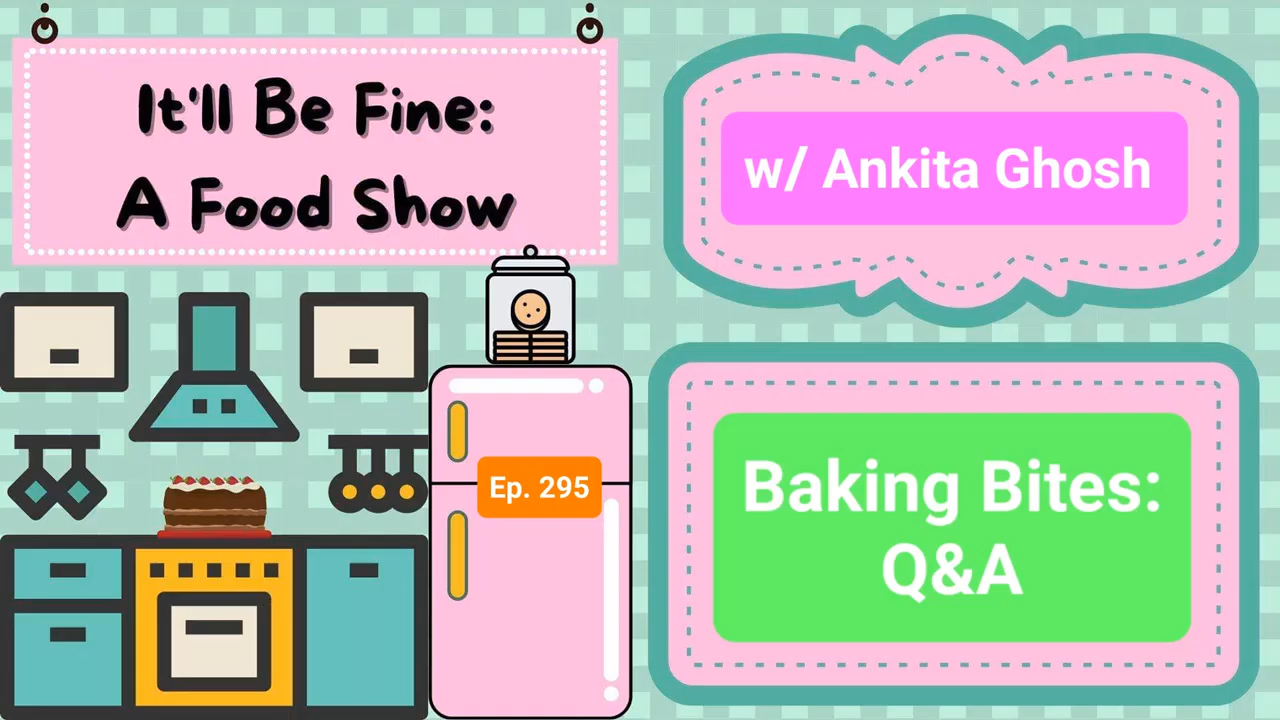 It'll Be Fine:
A Food Show
w/ Ankita Ghosh
Ep. 295
Baking Bites:
Q&A